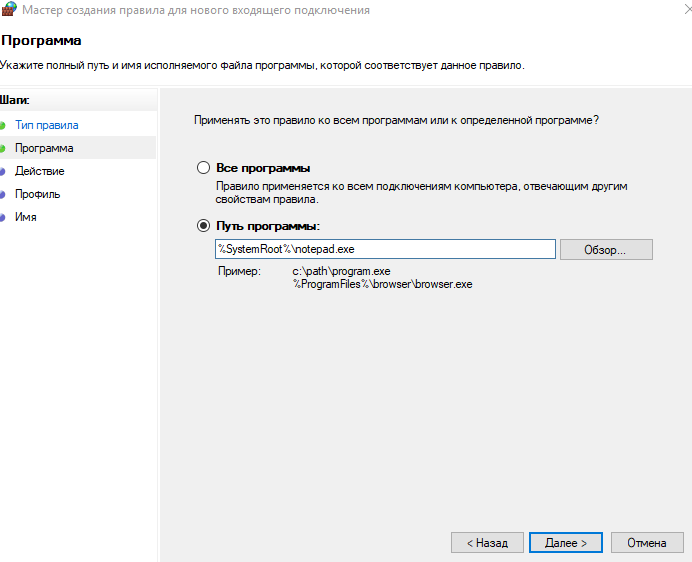 Мастер создания правила для нового входящего подключения
Программа
Укажите полный путь и имя исполняемого файла программы, которой соответствует данное правило.
Шаги:
Тип правила
Программа
Действие
Профиль
Имя
Применять это правило ко всем программам или к определенной программе?
Все программы
Правило применяется ко всем подключениям компьютера, отвечающим другим
свойствам правила.
Путь программы:
%SystemRoot%\notepad.exe
Обзор...
Пример:
c:\path\program.exe
%ProgramFiles%\browser\browser.exe
< Назад
Далее >
Отмена